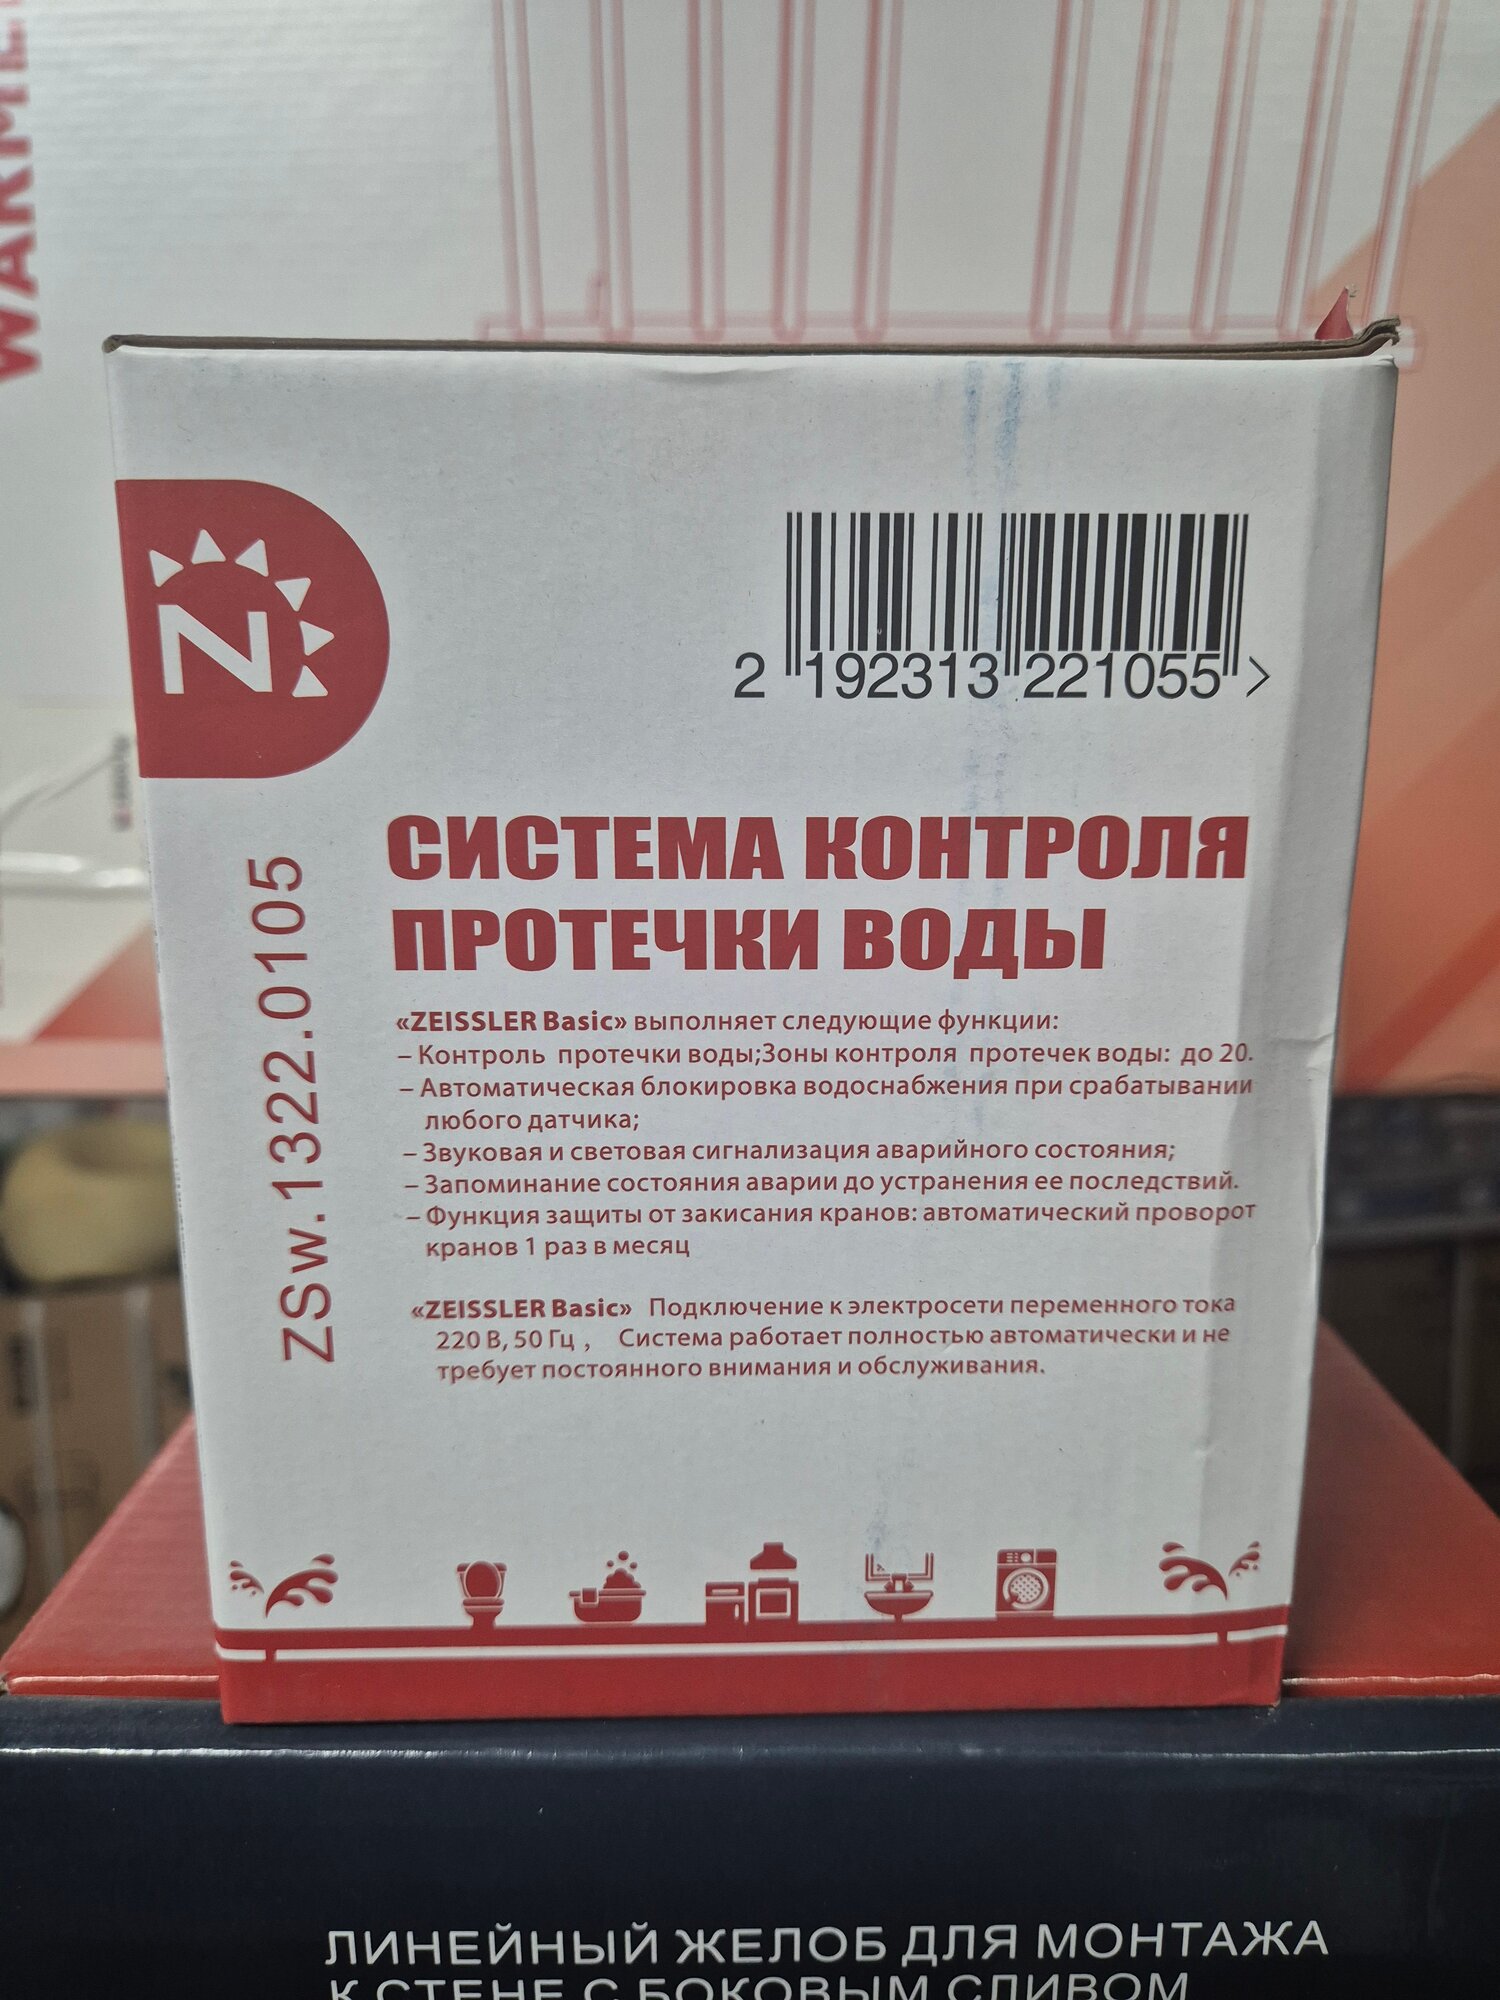 WARME
2 192313 221055 >
Z
ZSw.1322.0105
СИСТЕМА КОНТРОЛЯ
ПРОТЕЧКИ ВОДЫ
«ZEISSLER Basic» выполняет следующие функции:
– Контроль протечки воды;Зоны контроля протечек воды: до 20.
– Автоматическая блокировка водоснабжения при срабатывании
любого датчика;
– Звуковая и световая сигнализация аварийного состояния;
– Запоминание состояния аварии до устранения ее последствий.
– Функция защиты от закисания кранов: автоматический проворот
кранов 1 раз в месяц
«ZEISSLER Basic» Подключение к электросети переменного тока
220 В, 50 Гц , Система работает полностью автоматически и не
требует постоянного внимания и обслуживания.
ЛИНЕЙНЫЙ ЖЕЛОБ ДЛЯ МОНТАЖА
К СТЕНЕ С БОКОВЫМ СЛИВОМ